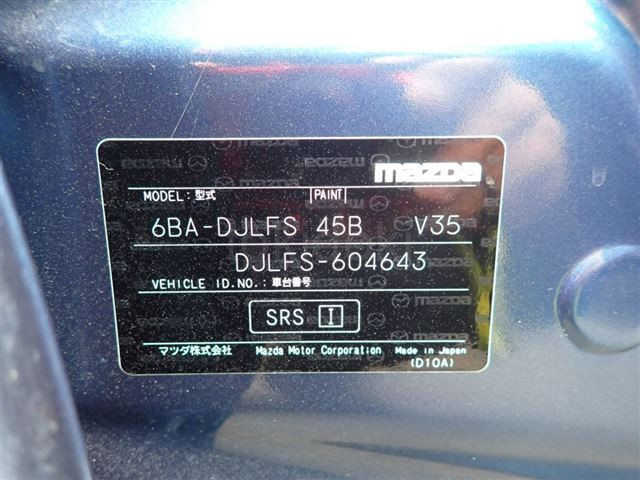 mazda
MODEL:型式 PAINT
6BA-DJLFS 45B V35
DJLFS-604643
VEHICLE ID.NO.:車台番号
SRS I
マツダ株式会社 Mazda Motor Corporation Made in Japan
(D10A)